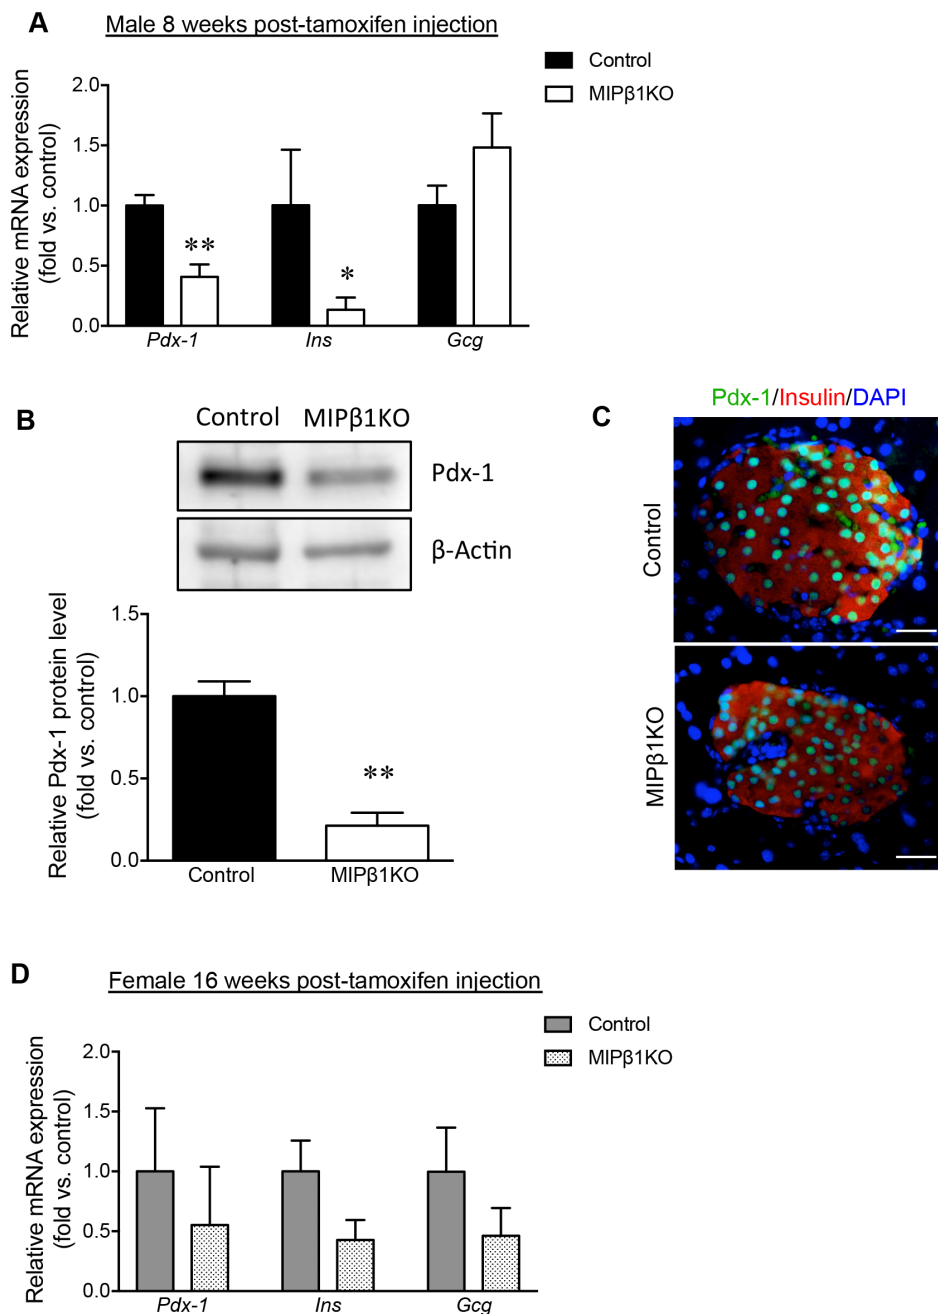 A
Male 8 weeks post-tamoxifen injection
Control
MIPβ1KO
Relative mRNA expression
(fold vs. control)
2.0
1.5
1.0
0.5
0.0
**
*
Pdx-1 Ins Gcg
B
Control MIPβ1KO
Pdx-1
β-Actin
Relative Pdx-1 protein level
(fold vs. control)
1.5
1.0
0.5
0.0
**
Control MIPβ1KO
C
Pdx-1/Insulin/DAPI
Control
MIPβ1KO
D
Female 16 weeks post-tamoxifen injection
Control
MIPβ1KO
Relative mRNA expression
(fold vs. control)
2.0
1.5
1.0
0.5
0.0
Pdx-1 Ins Gcg